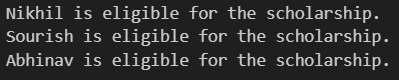 Nikhil is eligible for the scholarship.
Sourish is eligible for the scholarship.
Abhinav is eligible for the scholarship.